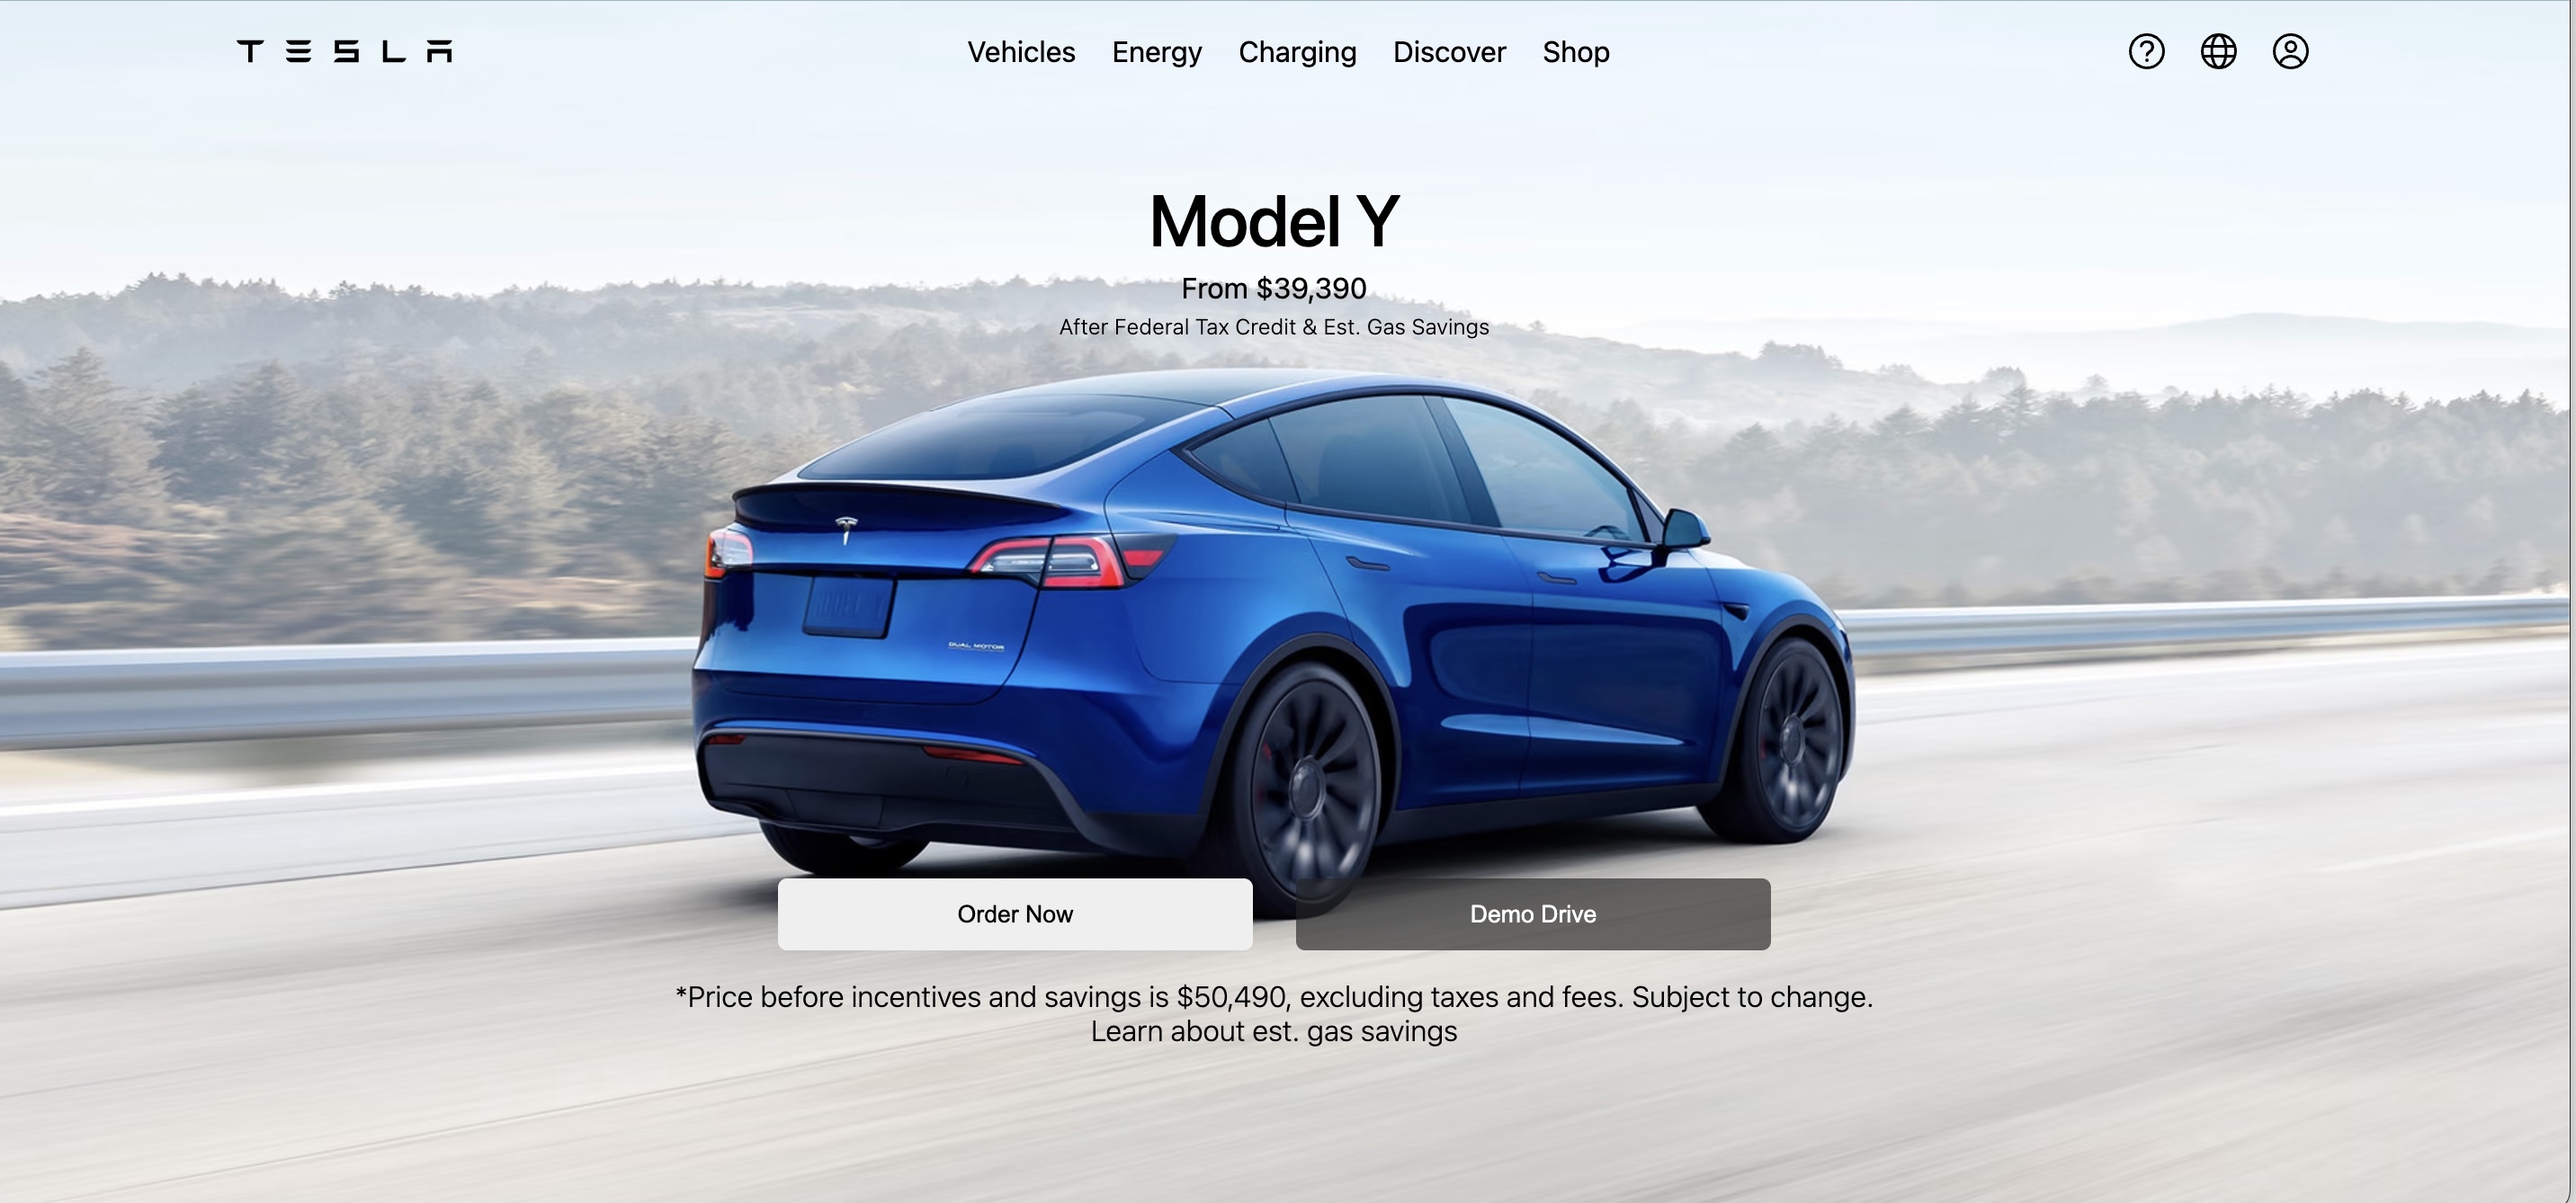 TESLA
Vehicles Energy Charging Discover Shop
Model Y
From $39,390
After Federal Tax Credit & Est. Gas Savings
DUAL MOTOR
Order Now Demo Drive
*Price before incentives and savings is $50,490, excluding taxes and fees. Subject to change.
Learn about est. gas savings